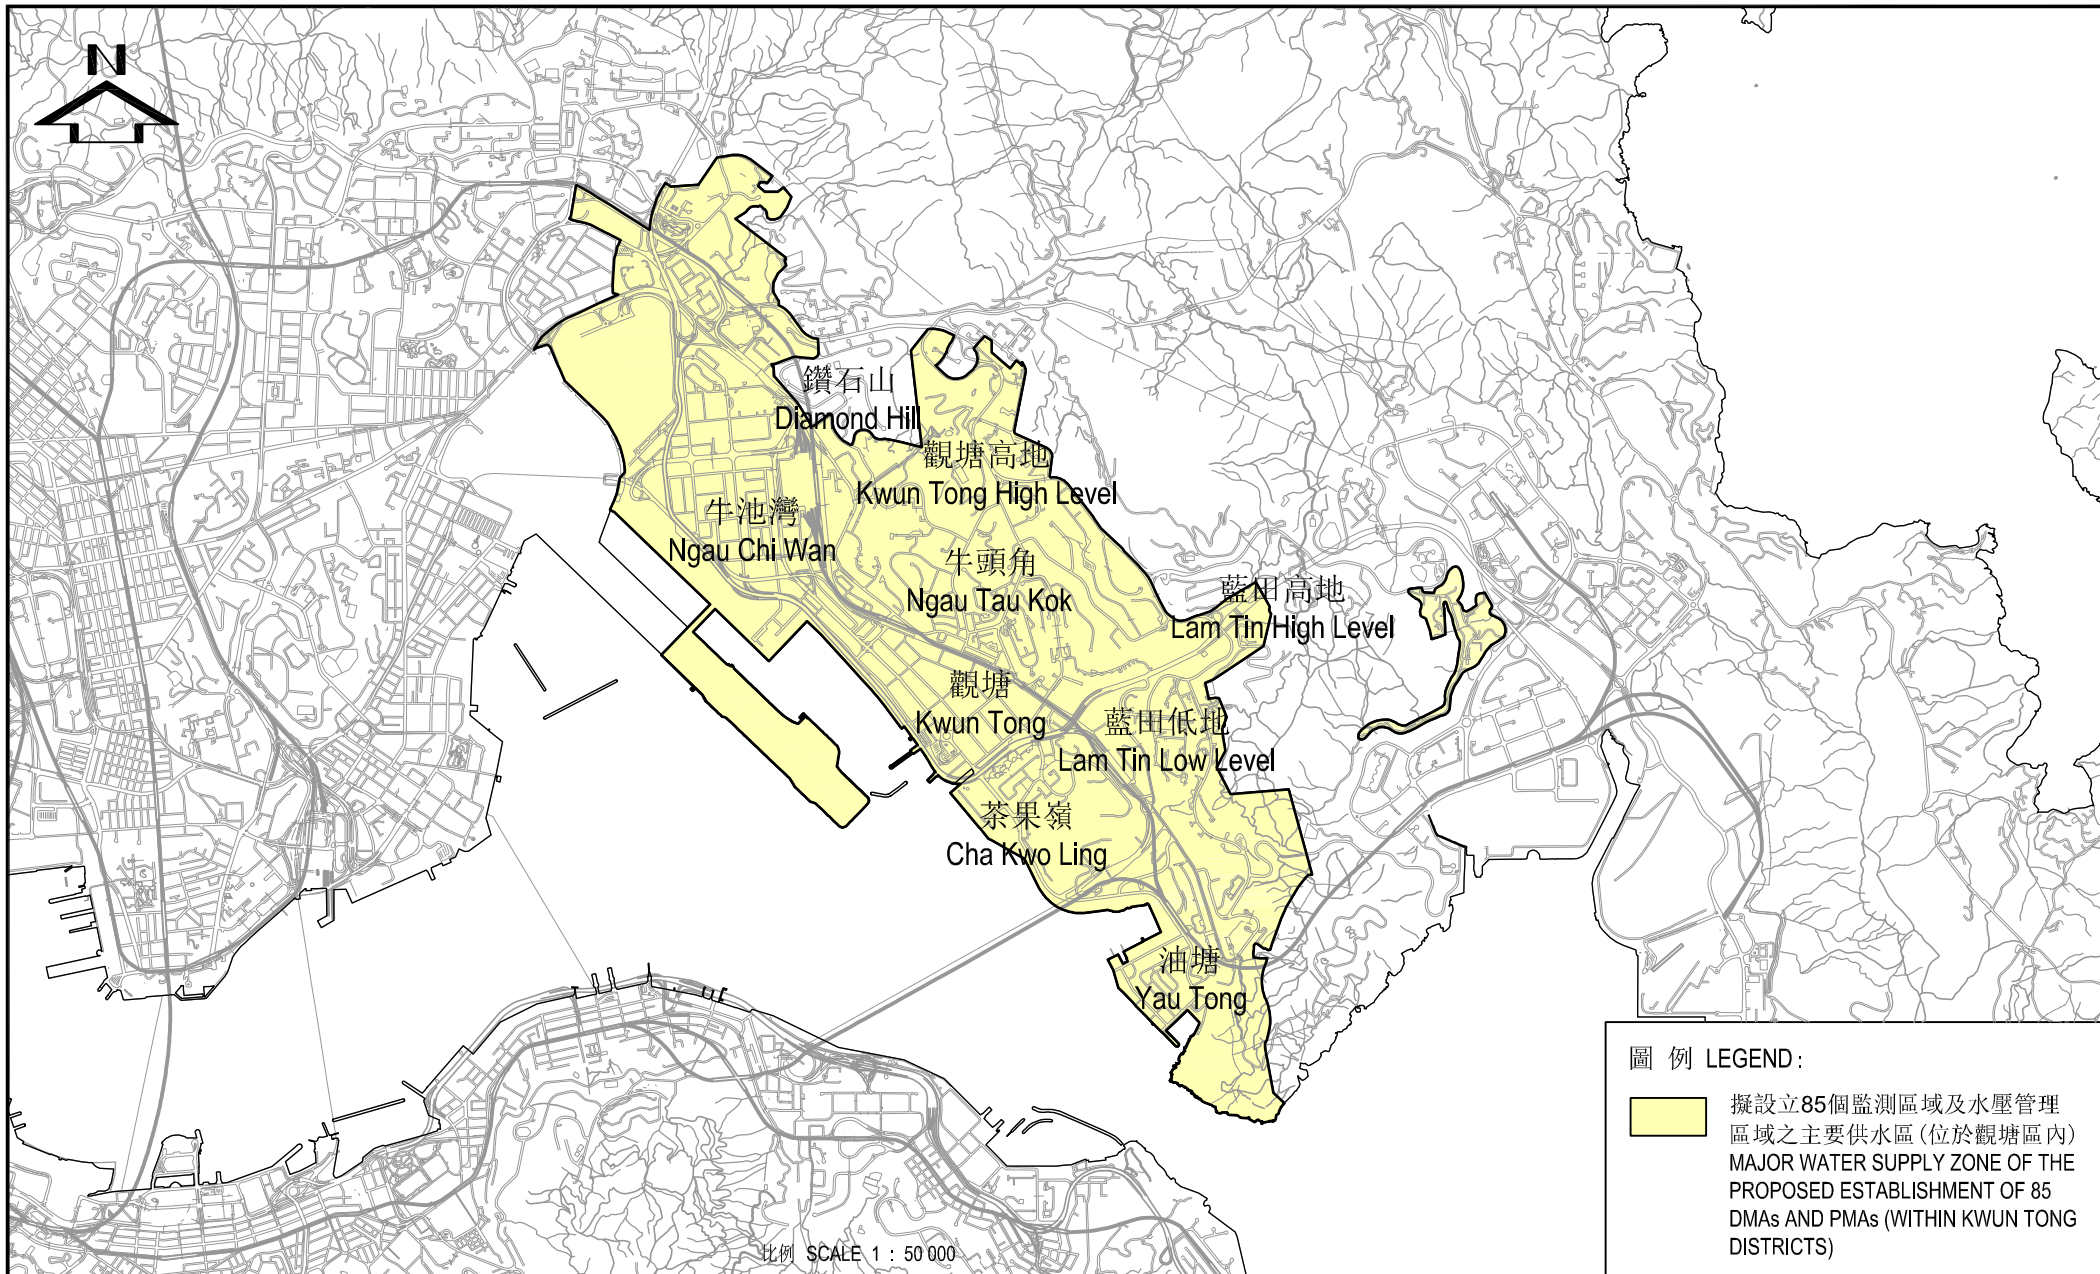 N
鑽石山
Diamond Hill
觀塘高地
Kwun Tong High Level
牛池灣
Ngau Chi Wan
牛頭角
Ngau Tau Kok
藍田高地
Lam Tin High Level
觀塘
Kwun Tong
藍田低地
Lam Tin Low Level
茶果嶺
Cha Kwo Ling
油塘
Yau Tong
圖 例 LEGEND:
擬設立85個監測區域及水壓管理
區域之主要供水區(位於觀塘區內)
MAJOR WATER SUPPLY ZONE OF THE
PROPOSED ESTABLISHMENT OF 85
DMAs AND PMAs (WITHIN KWUN TONG
DISTRICTS)
比例 SCALE 1 : 50 000